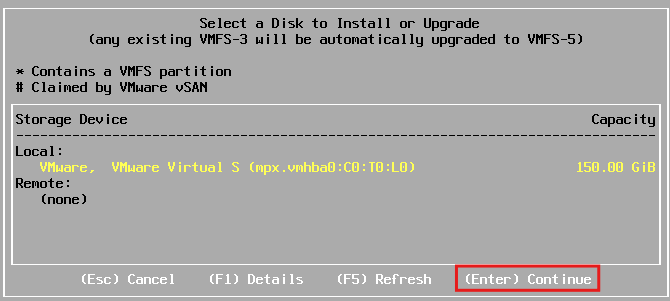 Select a Disk to Install or Upgrade
(any existing VMFS-3 will be automatically upgraded to VMFS-5)
* Contains a VMFS partition
# Claimed by VMware vSAN
Storage Device Capacity
Local:
VMware, VMware Virtual S (mpx.vmhba0:C0:T0:L0) 150.00 GiB
Remote:
(none)
(Esc) Cancel (F1) Details (F5) Refresh (Enter) Continue